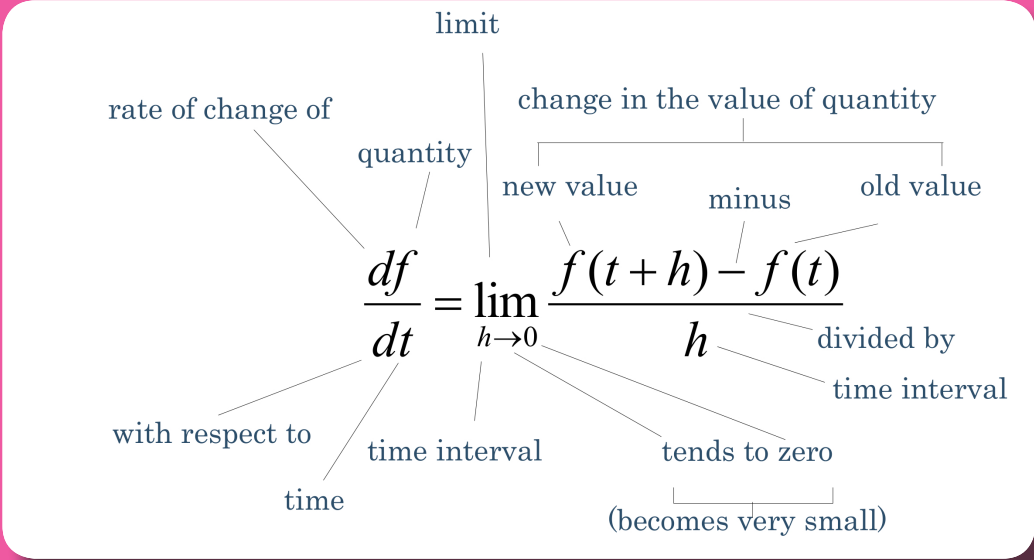 limit
change in the value of quantity
rate of change of
quantity
new value
minus
old value
df/dt = lim h→0 f(t + h) − f(t)/h
divided by
time interval
with respect to
time interval
tends to zero
time
(becomes very small)